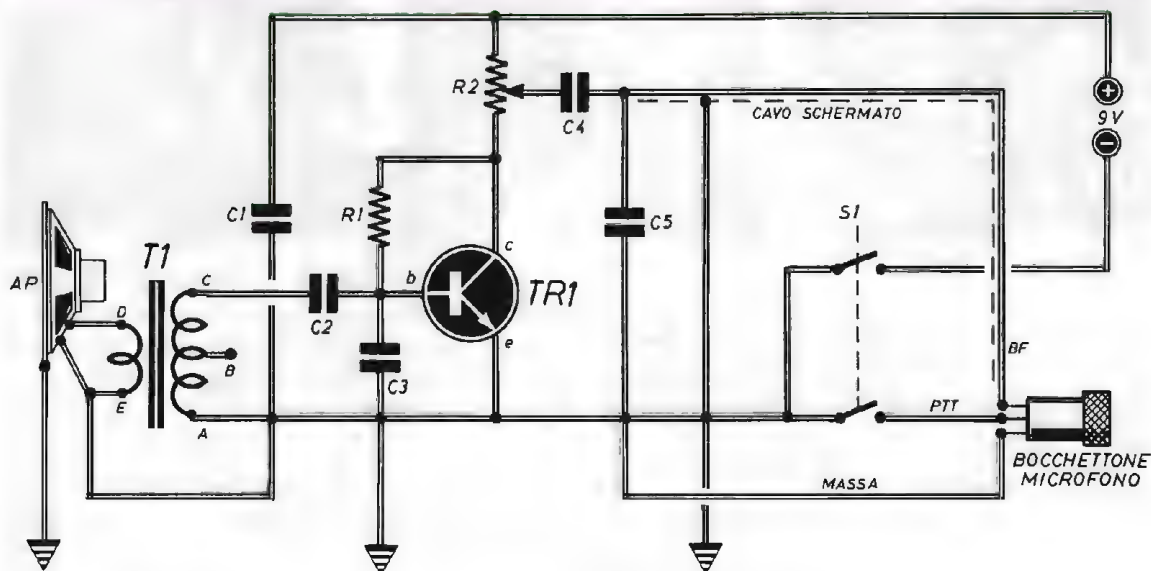 R2
C4
+
9V
−
CAVO SCHERMATO
C1
R1
C5
S1
AP
T1
D
E
c
B
A
C2
b
c
e
TR1
C3
BF
PTT
BOCCHETTONE
MICROFONO
MASSA